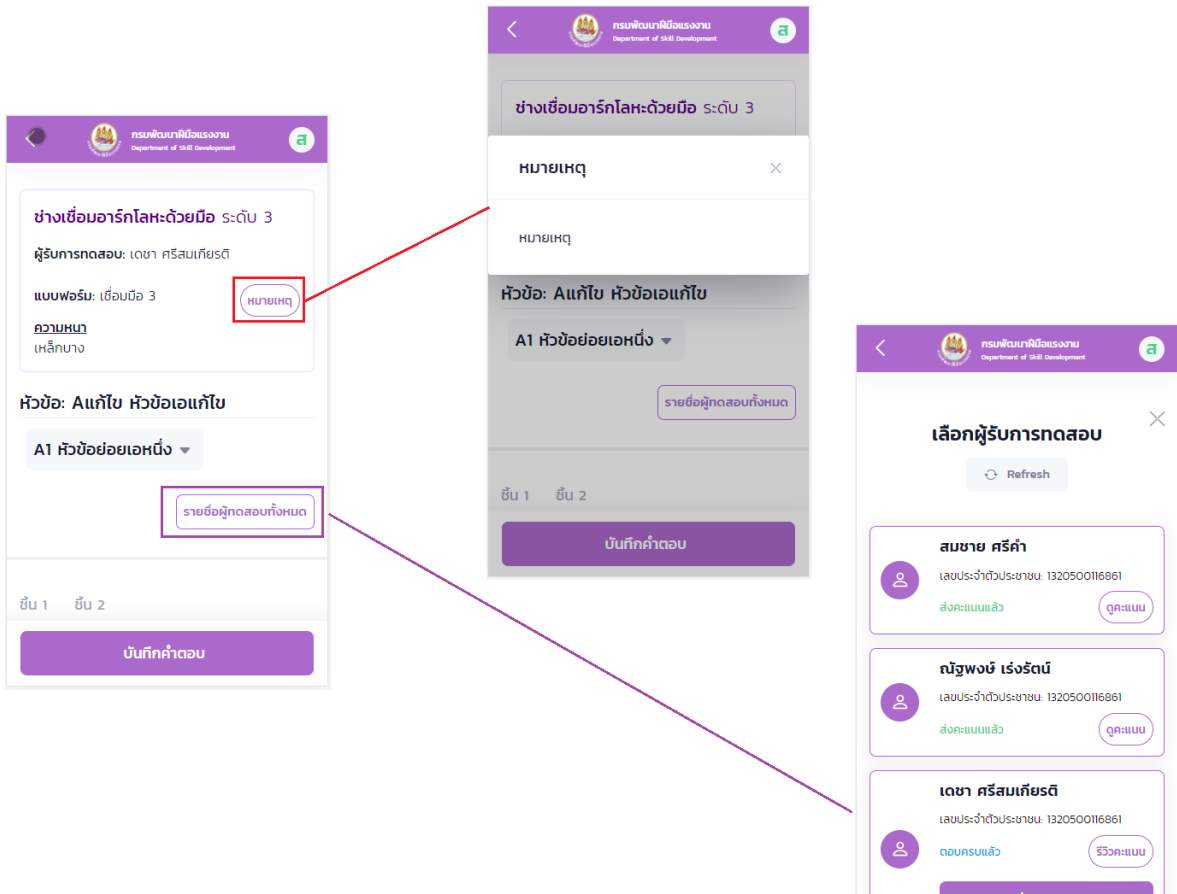 กรมพัฒนาฝีมือแรงงาน
Department of Skill Development
ส
ช่างเชื่อมอาร์กโลหะด้วยมือ ระดับ 3
ผู้รับการทดสอบ: เดชา ศรีสมเกียรติ
แบบฟอร์ม: เชื่อมมือ 3
หมายเหตุ
ความหนา
เหล็กบาง
หัวข้อ: Aแก้ไข หัวข้อเอแก้ไข
A1 หัวข้อย่อยเอหนึ่ง
รายชื่อผู้ทดสอบทั้งหมด
ชิ้น 1 ชิ้น 2
บันทึกคำตอบ
กรมพัฒนาฝีมือแรงงาน
Department of Skill Development
ส
ช่างเชื่อมอาร์กโลหะด้วยมือ ระดับ 3
หมายเหตุ
หมายเหตุ
หัวข้อ: Aแก้ไข หัวข้อเอแก้ไข
A1 หัวข้อย่อยเอหนึ่ง
รายชื่อผู้ทดสอบทั้งหมด
ชิ้น 1 ชิ้น 2
บันทึกคำตอบ
กรมพัฒนาฝีมือแรงงาน
Department of Skill Development
ส
เลือกผู้รับการทดสอบ
Refresh
สมชาย ศรีคำ
เลขประจำตัวประชาชน: 1320500116861
ส่งคะแนนแล้ว ดูคะแนน
ณัฐพงษ์ เร่งรัตน์
เลขประจำตัวประชาชน: 1320500116861
ส่งคะแนนแล้ว ดูคะแนน
เดชา ศรีสมเกียรติ
เลขประจำตัวประชาชน: 1320500116861
ตอบครบแล้ว รีวิวคะแนน